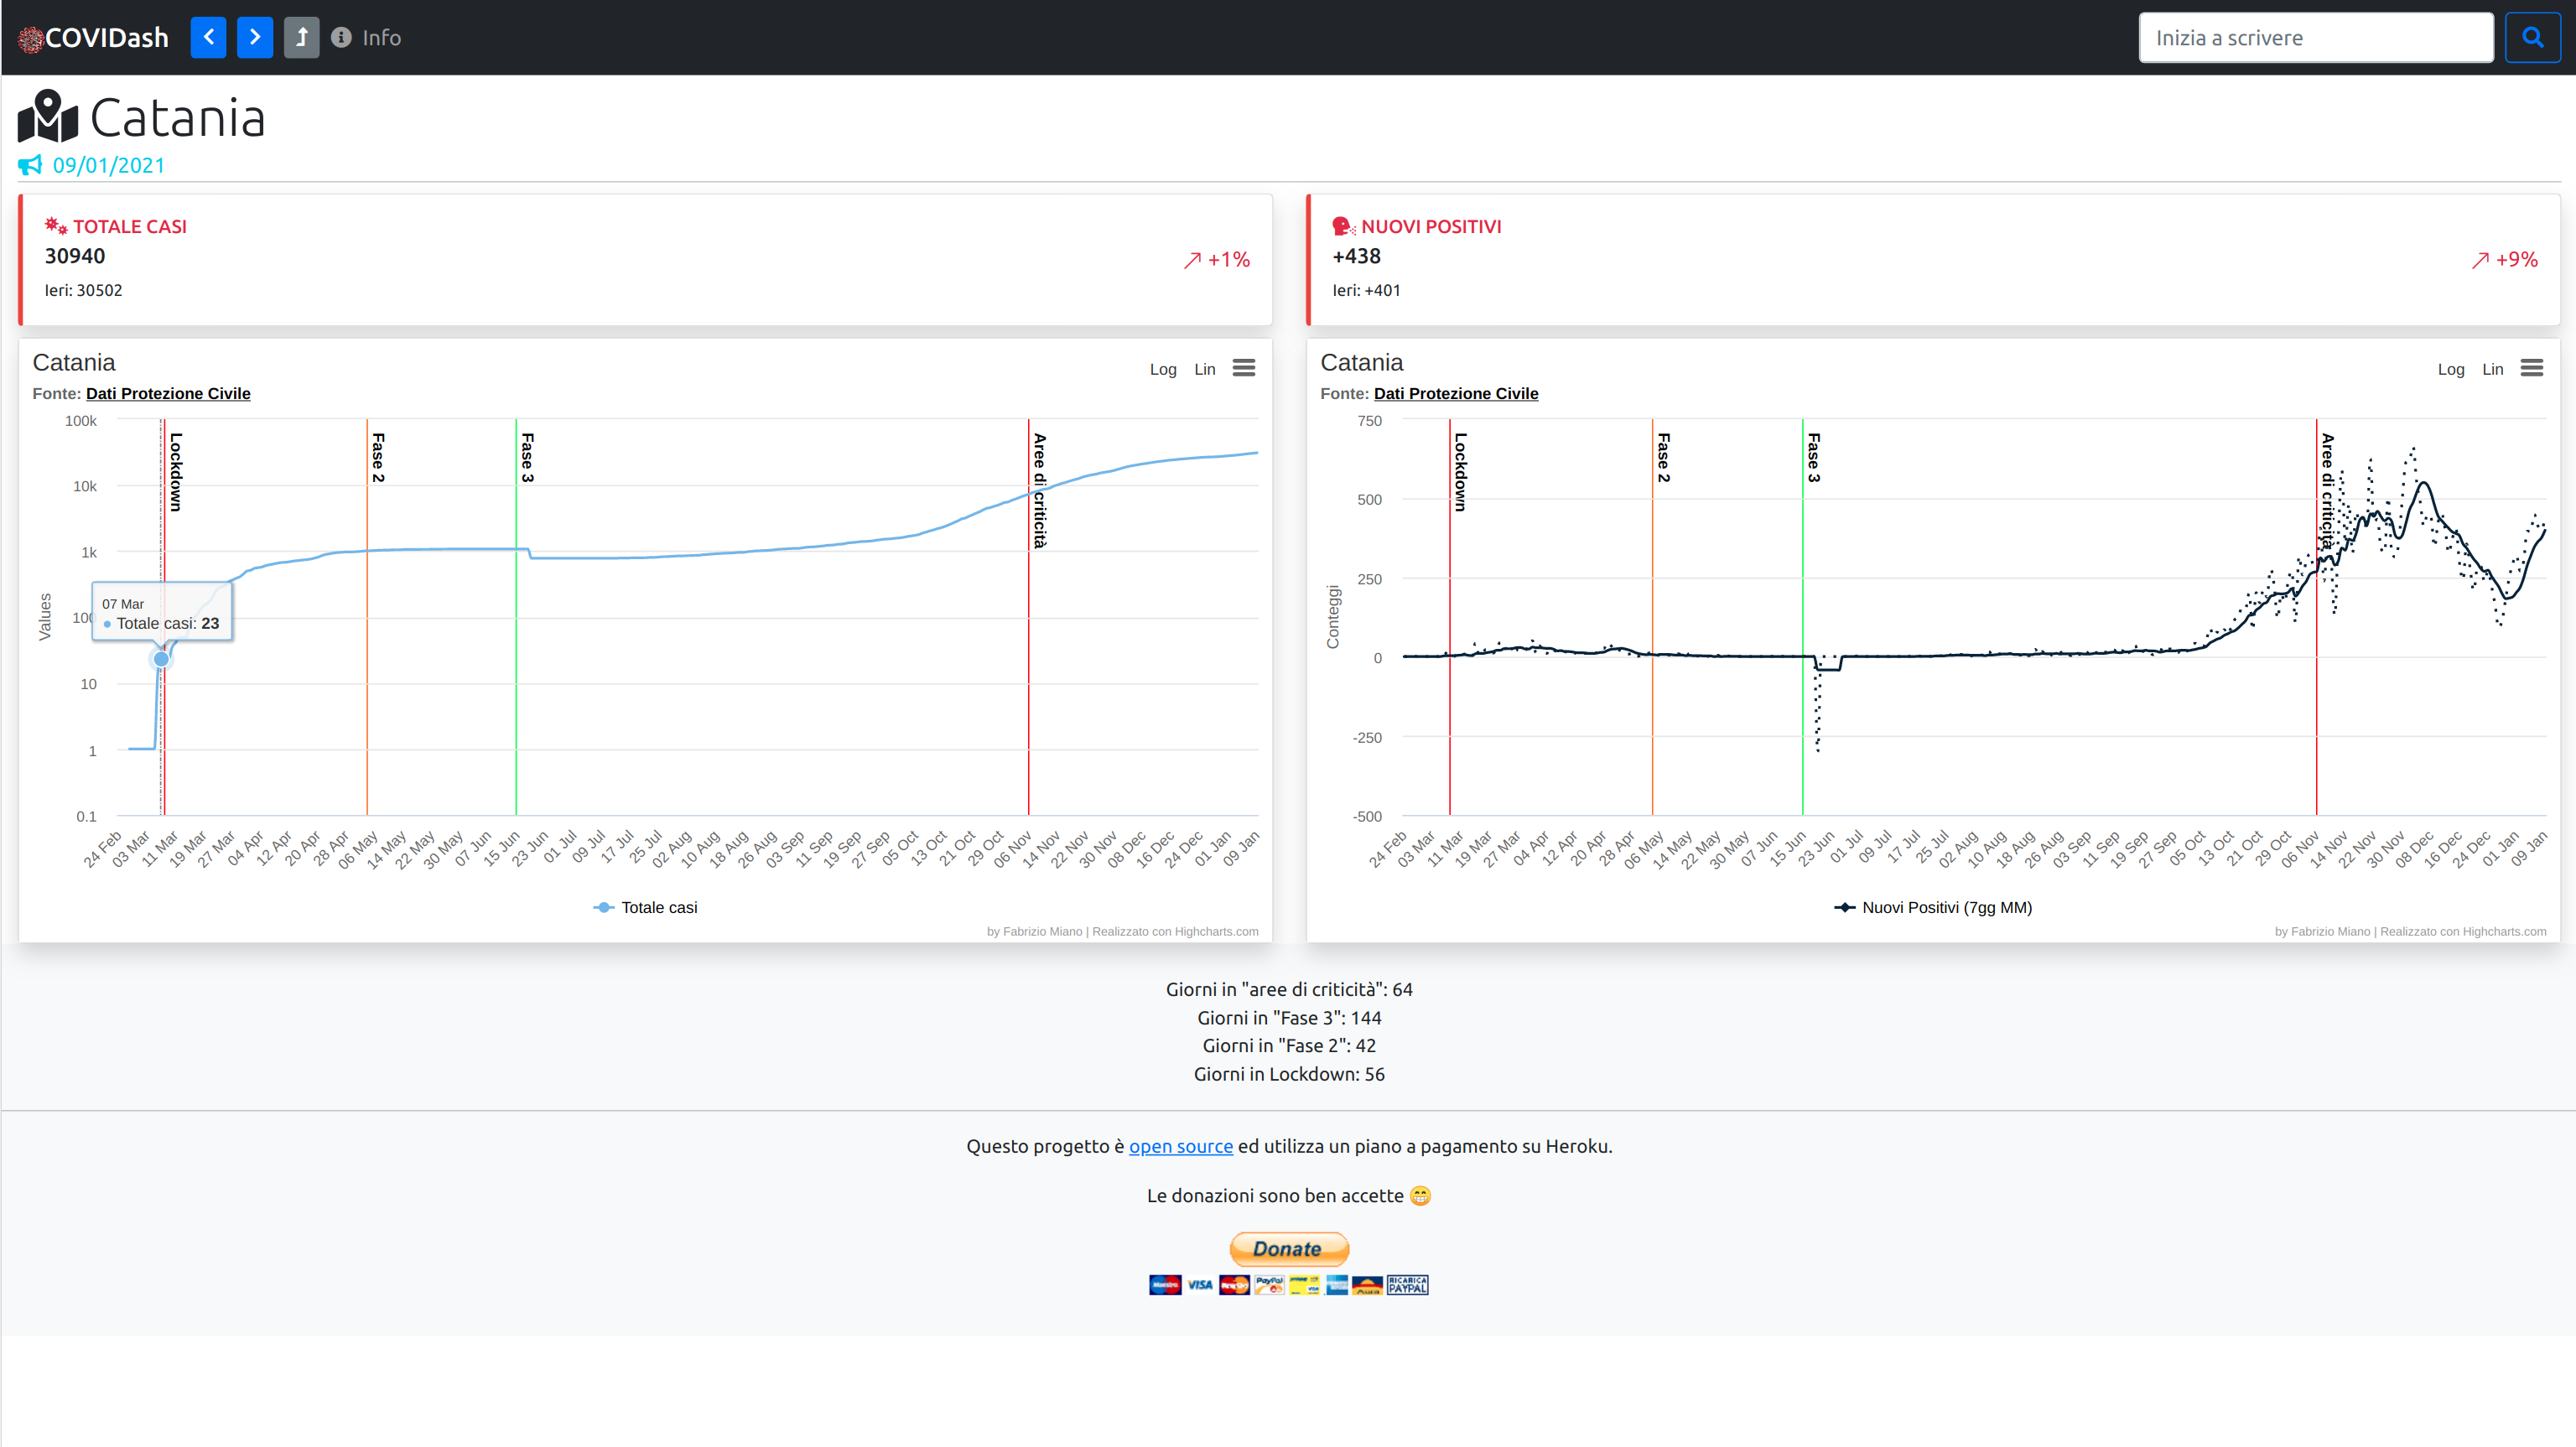 COVIDash Info Inizia a scrivere
Catania
09/01/2021
TOTALE CASI
30940
Ieri: 30502
+1%
NUOVI POSITIVI
+438
Ieri: +401
+9%
Catania
Log Lin
Fonte: Dati Protezione Civile
Values
100k
10k
1k
100
10
1
0.1
Lockdown
Fase 2
Fase 3
Aree di criticità
07 Mar
Totale casi: 23
24 Feb 03 Mar 11 Mar 19 Mar 27 Mar 04 Apr 12 Apr 20 Apr 28 Apr 06 May 14 May 22 May 30 May 07 Jun 15 Jun 23 Jun 01 Jul 09 Jul 17 Jul 25 Jul 02 Aug 10 Aug 18 Aug 26 Aug 03 Sep 11 Sep 19 Sep 27 Sep 05 Oct 13 Oct 21 Oct 29 Oct 06 Nov 14 Nov 22 Nov 30 Nov 08 Dec 16 Dec 24 Dec 01 Jan 09 Jan
Totale casi
by Fabrizio Miano | Realizzato con Highcharts.com
Catania
Log Lin
Fonte: Dati Protezione Civile
Conteggi
750
500
250
0
-250
-500
Lockdown
Fase 2
Fase 3
Aree di criticità
24 Feb 03 Mar 11 Mar 19 Mar 27 Mar 04 Apr 12 Apr 20 Apr 28 Apr 06 May 14 May 22 May 30 May 07 Jun 15 Jun 23 Jun 01 Jul 09 Jul 17 Jul 25 Jul 02 Aug 10 Aug 18 Aug 26 Aug 03 Sep 11 Sep 19 Sep 27 Sep 05 Oct 13 Oct 21 Oct 29 Oct 06 Nov 14 Nov 22 Nov 30 Nov 08 Dec 16 Dec 24 Dec 01 Jan 09 Jan
Nuovi Positivi (7gg MM)
by Fabrizio Miano | Realizzato con Highcharts.com
Giorni in "aree di criticità": 64
Giorni in "Fase 3": 144
Giorni in "Fase 2": 42
Giorni in Lockdown: 56
Questo progetto è open source ed utilizza un piano a pagamento su Heroku.
Le donazioni sono ben accette 😁
Donate
Maestro VISA MasterCard PayPal VISA Aura RICARICA PAYPAL